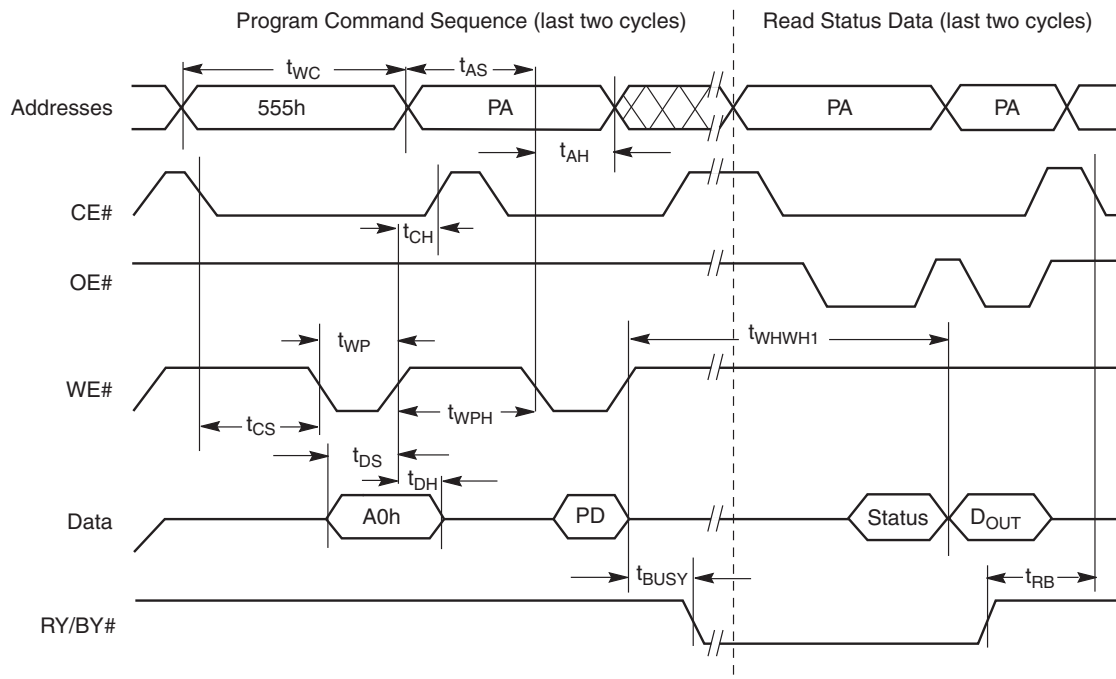 Program Command Sequence (last two cycles)
Read Status Data (last two cycles)
tWC
tAS
Addresses
555h
PA
PA
PA
tAH
CE#
tCH
OE#
tWP
tWHWH1
WE#
tCS
tWPH
tDS
tDH
Data
A0h
PD
Status
DOUT
tBUSY
tRB
RY/BY#